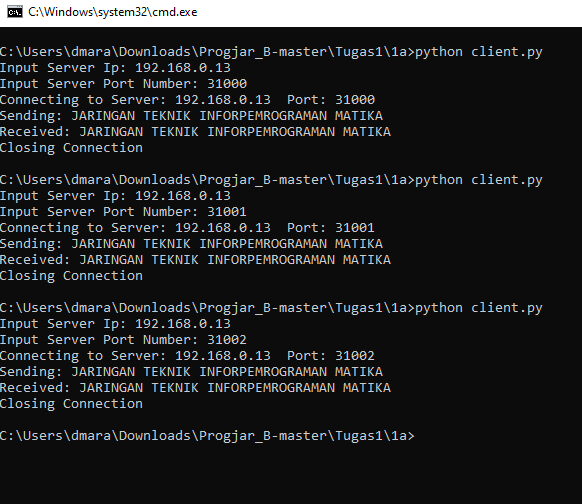 C:\Windows\system32\cmd.exe
C:\Users\dmara\Downloads\Progjar_B-master\Tugas1\1a>python client.py
Input Server Ip: 192.168.0.13
Input Server Port Number: 31000
Connecting to Server: 192.168.0.13  Port: 31000
Sending: JARINGAN TEKNIK INFORPEMROGRAMAN MATIKA
Received: JARINGAN TEKNIK INFORPEMROGRAMAN MATIKA
Closing Connection
C:\Users\dmara\Downloads\Progjar_B-master\Tugas1\1a>python client.py
Input Server Ip: 192.168.0.13
Input Server Port Number: 31001
Connecting to Server: 192.168.0.13  Port: 31001
Sending: JARINGAN TEKNIK INFORPEMROGRAMAN MATIKA
Received: JARINGAN TEKNIK INFORPEMROGRAMAN MATIKA
Closing Connection
C:\Users\dmara\Downloads\Progjar_B-master\Tugas1\1a>python client.py
Input Server Ip: 192.168.0.13
Input Server Port Number: 31002
Connecting to Server: 192.168.0.13  Port: 31002
Sending: JARINGAN TEKNIK INFORPEMROGRAMAN MATIKA
Received: JARINGAN TEKNIK INFORPEMROGRAMAN MATIKA
Closing Connection
C:\Users\dmara\Downloads\Progjar_B-master\Tugas1\1a>